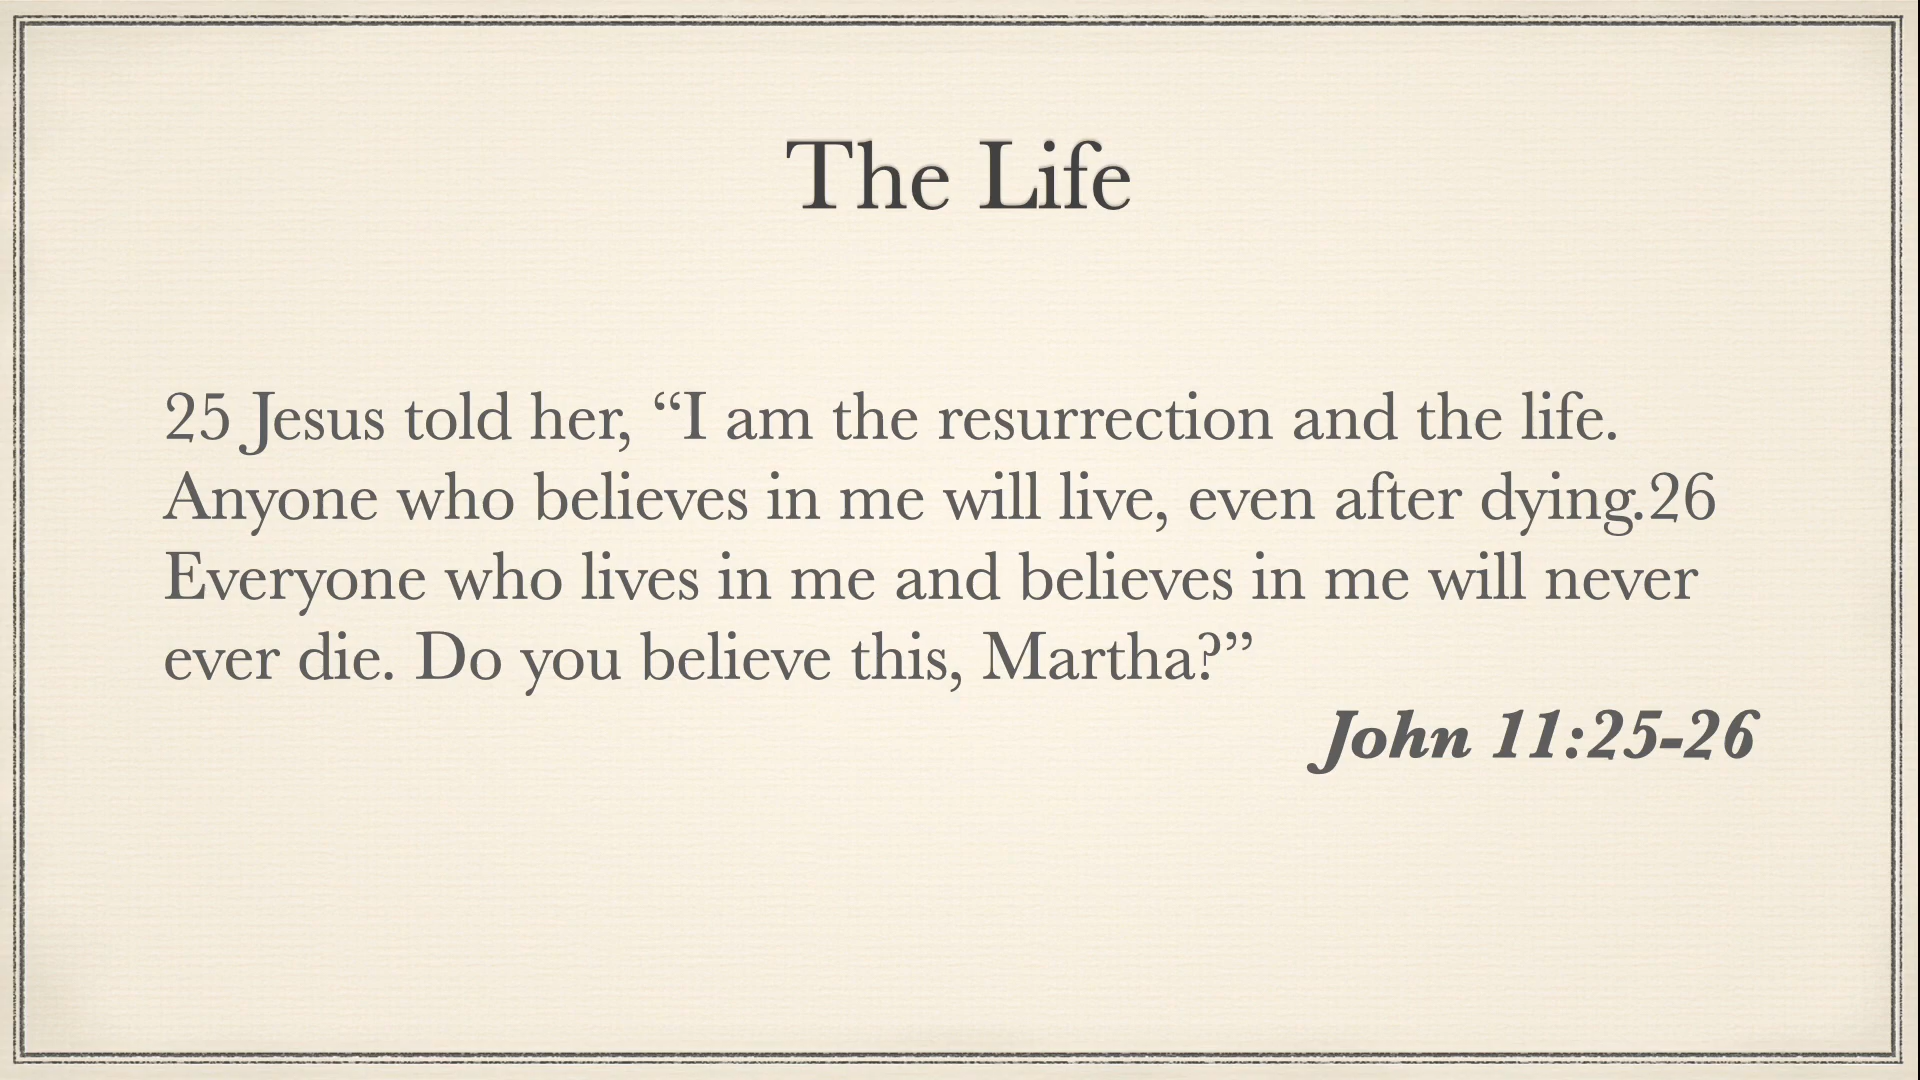 The Life
25 Jesus told her, “I am the resurrection and the life.
Anyone who believes in me will live, even after dying.26
Everyone who lives in me and believes in me will never
ever die. Do you believe this, Martha?”
John 11:25-26